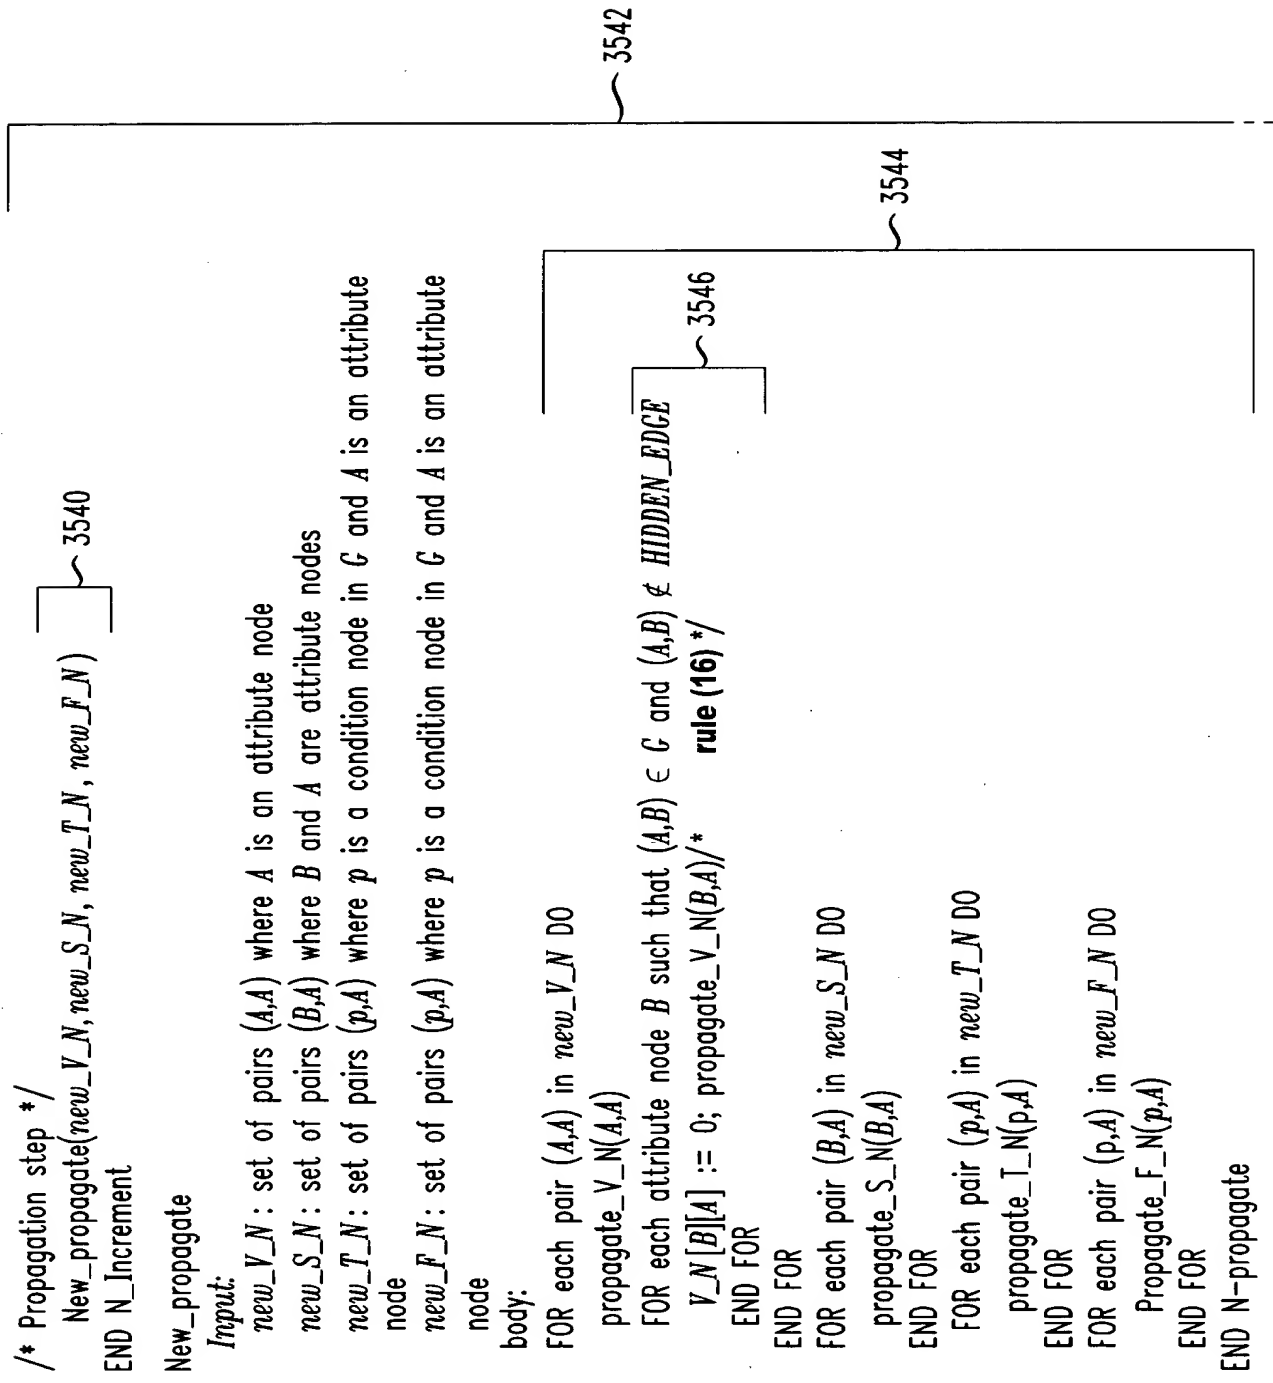 /* Propagation step */
New_propagate(new_V_N, new_S_N, new_T_N, new_F_N)
3540
END N_Increment
New_propagate
Input:
new_V_N: set of pairs (A,A) where A is an attribute node
new_S_N: set of pairs (B,A) where B and A are attribute nodes
new_T_N: set of pairs (p,A) where p is a condition node in G and A is an attribute
node
new_F_N: set of pairs (p,A) where p is a condition node in G and A is an attribute
node
body:
FOR each pair (A,A) in new_V_N DO
propagate_V_N(A,A)
FOR each attribute node B such that (A,B) ∈ G and (A,B) ∉ HIDDEN_EDGE
V_N[B][A] := 0; propagate_V_N(B,A)/* rule (16) */
3546
END FOR
END FOR
FOR each pair (B,A) in new_S_N DO
propagate_S_N(B,A)
END FOR
3544
FOR each pair (p,A) in new_T_N DO
propagate_T_N(p,A)
END FOR
FOR each pair (p,A) in new_F_N DO
Propagate_F_N(p,A)
END FOR
END N-propagate
3542